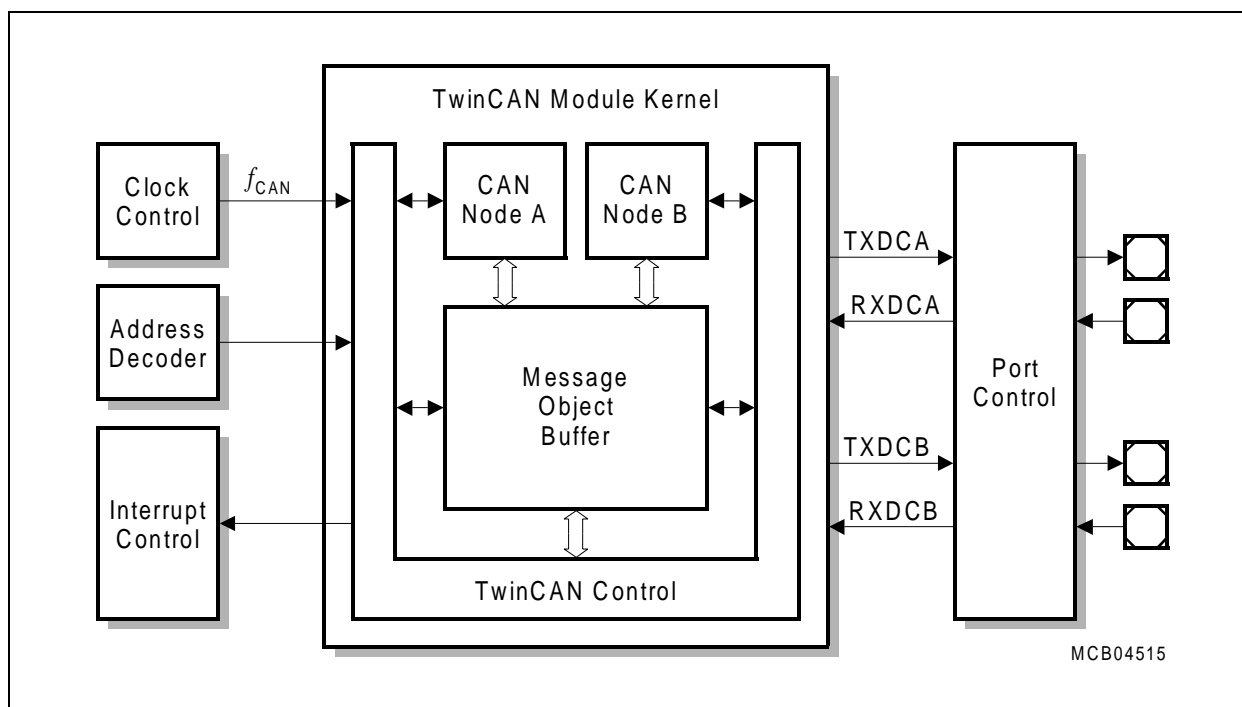 TwinCAN Module Kernel
Clock
Control
fCAN
CAN
Node A
CAN
Node B
TXDCA
RXDCA
Address
Decoder
Message
Object
Buffer
Port
Control
TXDCB
RXDCB
Interrupt
Control
TwinCAN Control
MCB04515